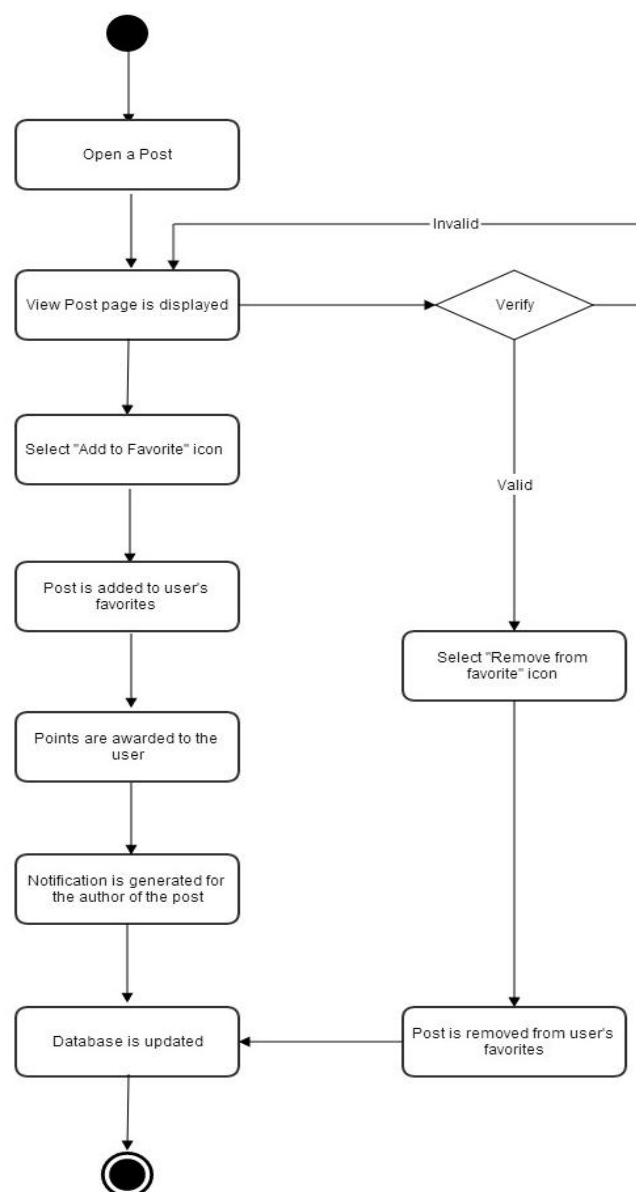 Open a Post
Invalid
View Post page is displayed
Verify
Select "Add to Favorite" icon
Valid
Post is added to user's
favorites
Select "Remove from
favorite" icon
Points are awarded to the
user
Notification is generated for
the author of the post
Database is updated
Post is removed from user's
favorites